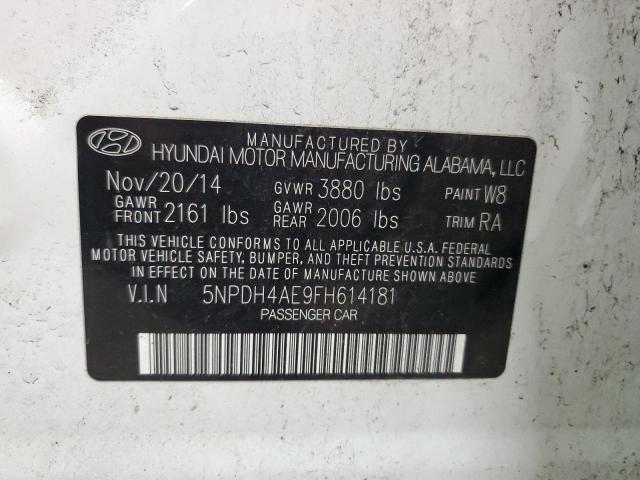 MANUFACTURED BY
HYUNDAI MOTOR MANUFACTURING ALABAMA, LLC
Nov/20/14 GVWR 3880 lbs PAINT W8
GAWR FRONT 2161 lbs GAWR REAR 2006 lbs TRIM RA
THIS VEHICLE CONFORMS TO ALL APPLICABLE U.S.A. FEDERAL
MOTOR VEHICLE SAFETY, BUMPER, AND THEFT PREVENTION STANDARDS
IN EFFECT ON THE DATE OF MANUFACTURE SHOWN ABOVE.
V.I.N 5NPDH4AE9FH614181
PASSENGER CAR